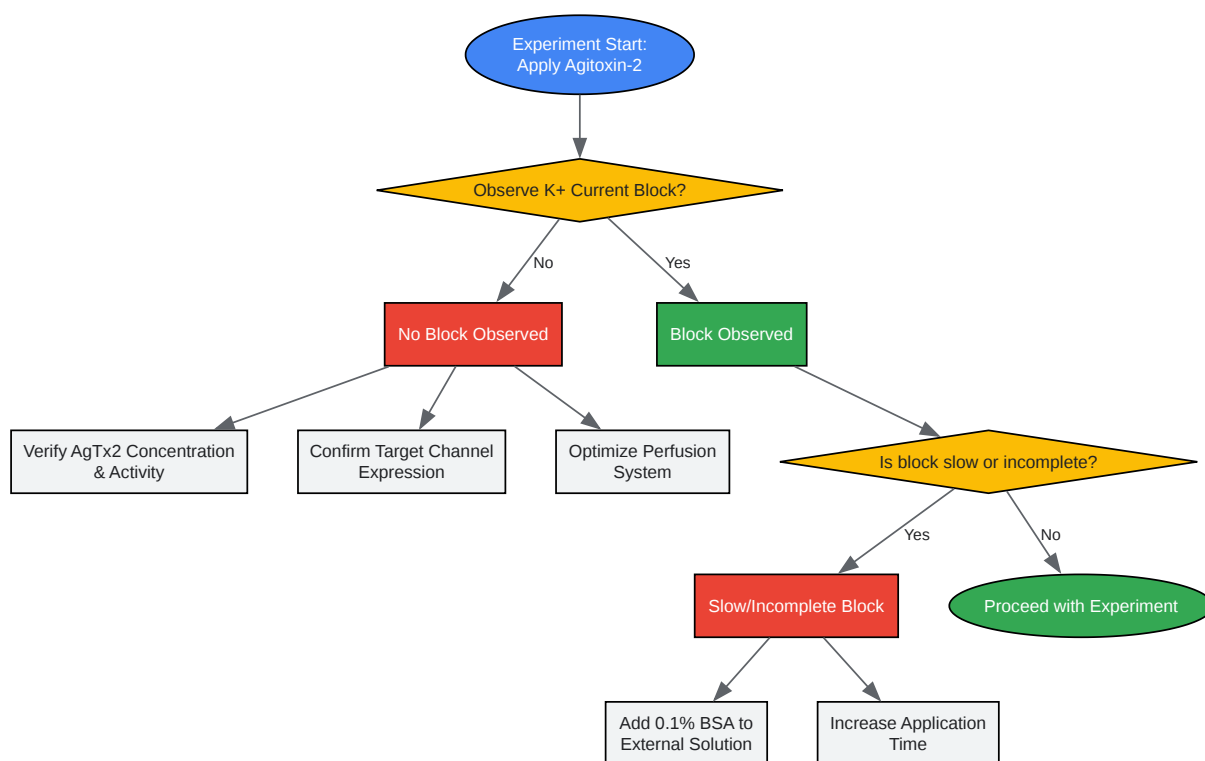 Experiment Start:
Apply Agitoxin-2
Observe K+ Current Block?
No
Yes
No Block Observed
Block Observed
Verify AgTx2 Concentration
& Activity
Confirm Target Channel
Expression
Optimize Perfusion
System
Is block slow or incomplete?
Yes
No
Slow/Incomplete Block
Proceed with Experiment
Add 0.1% BSA to
External Solution
Increase Application
Time